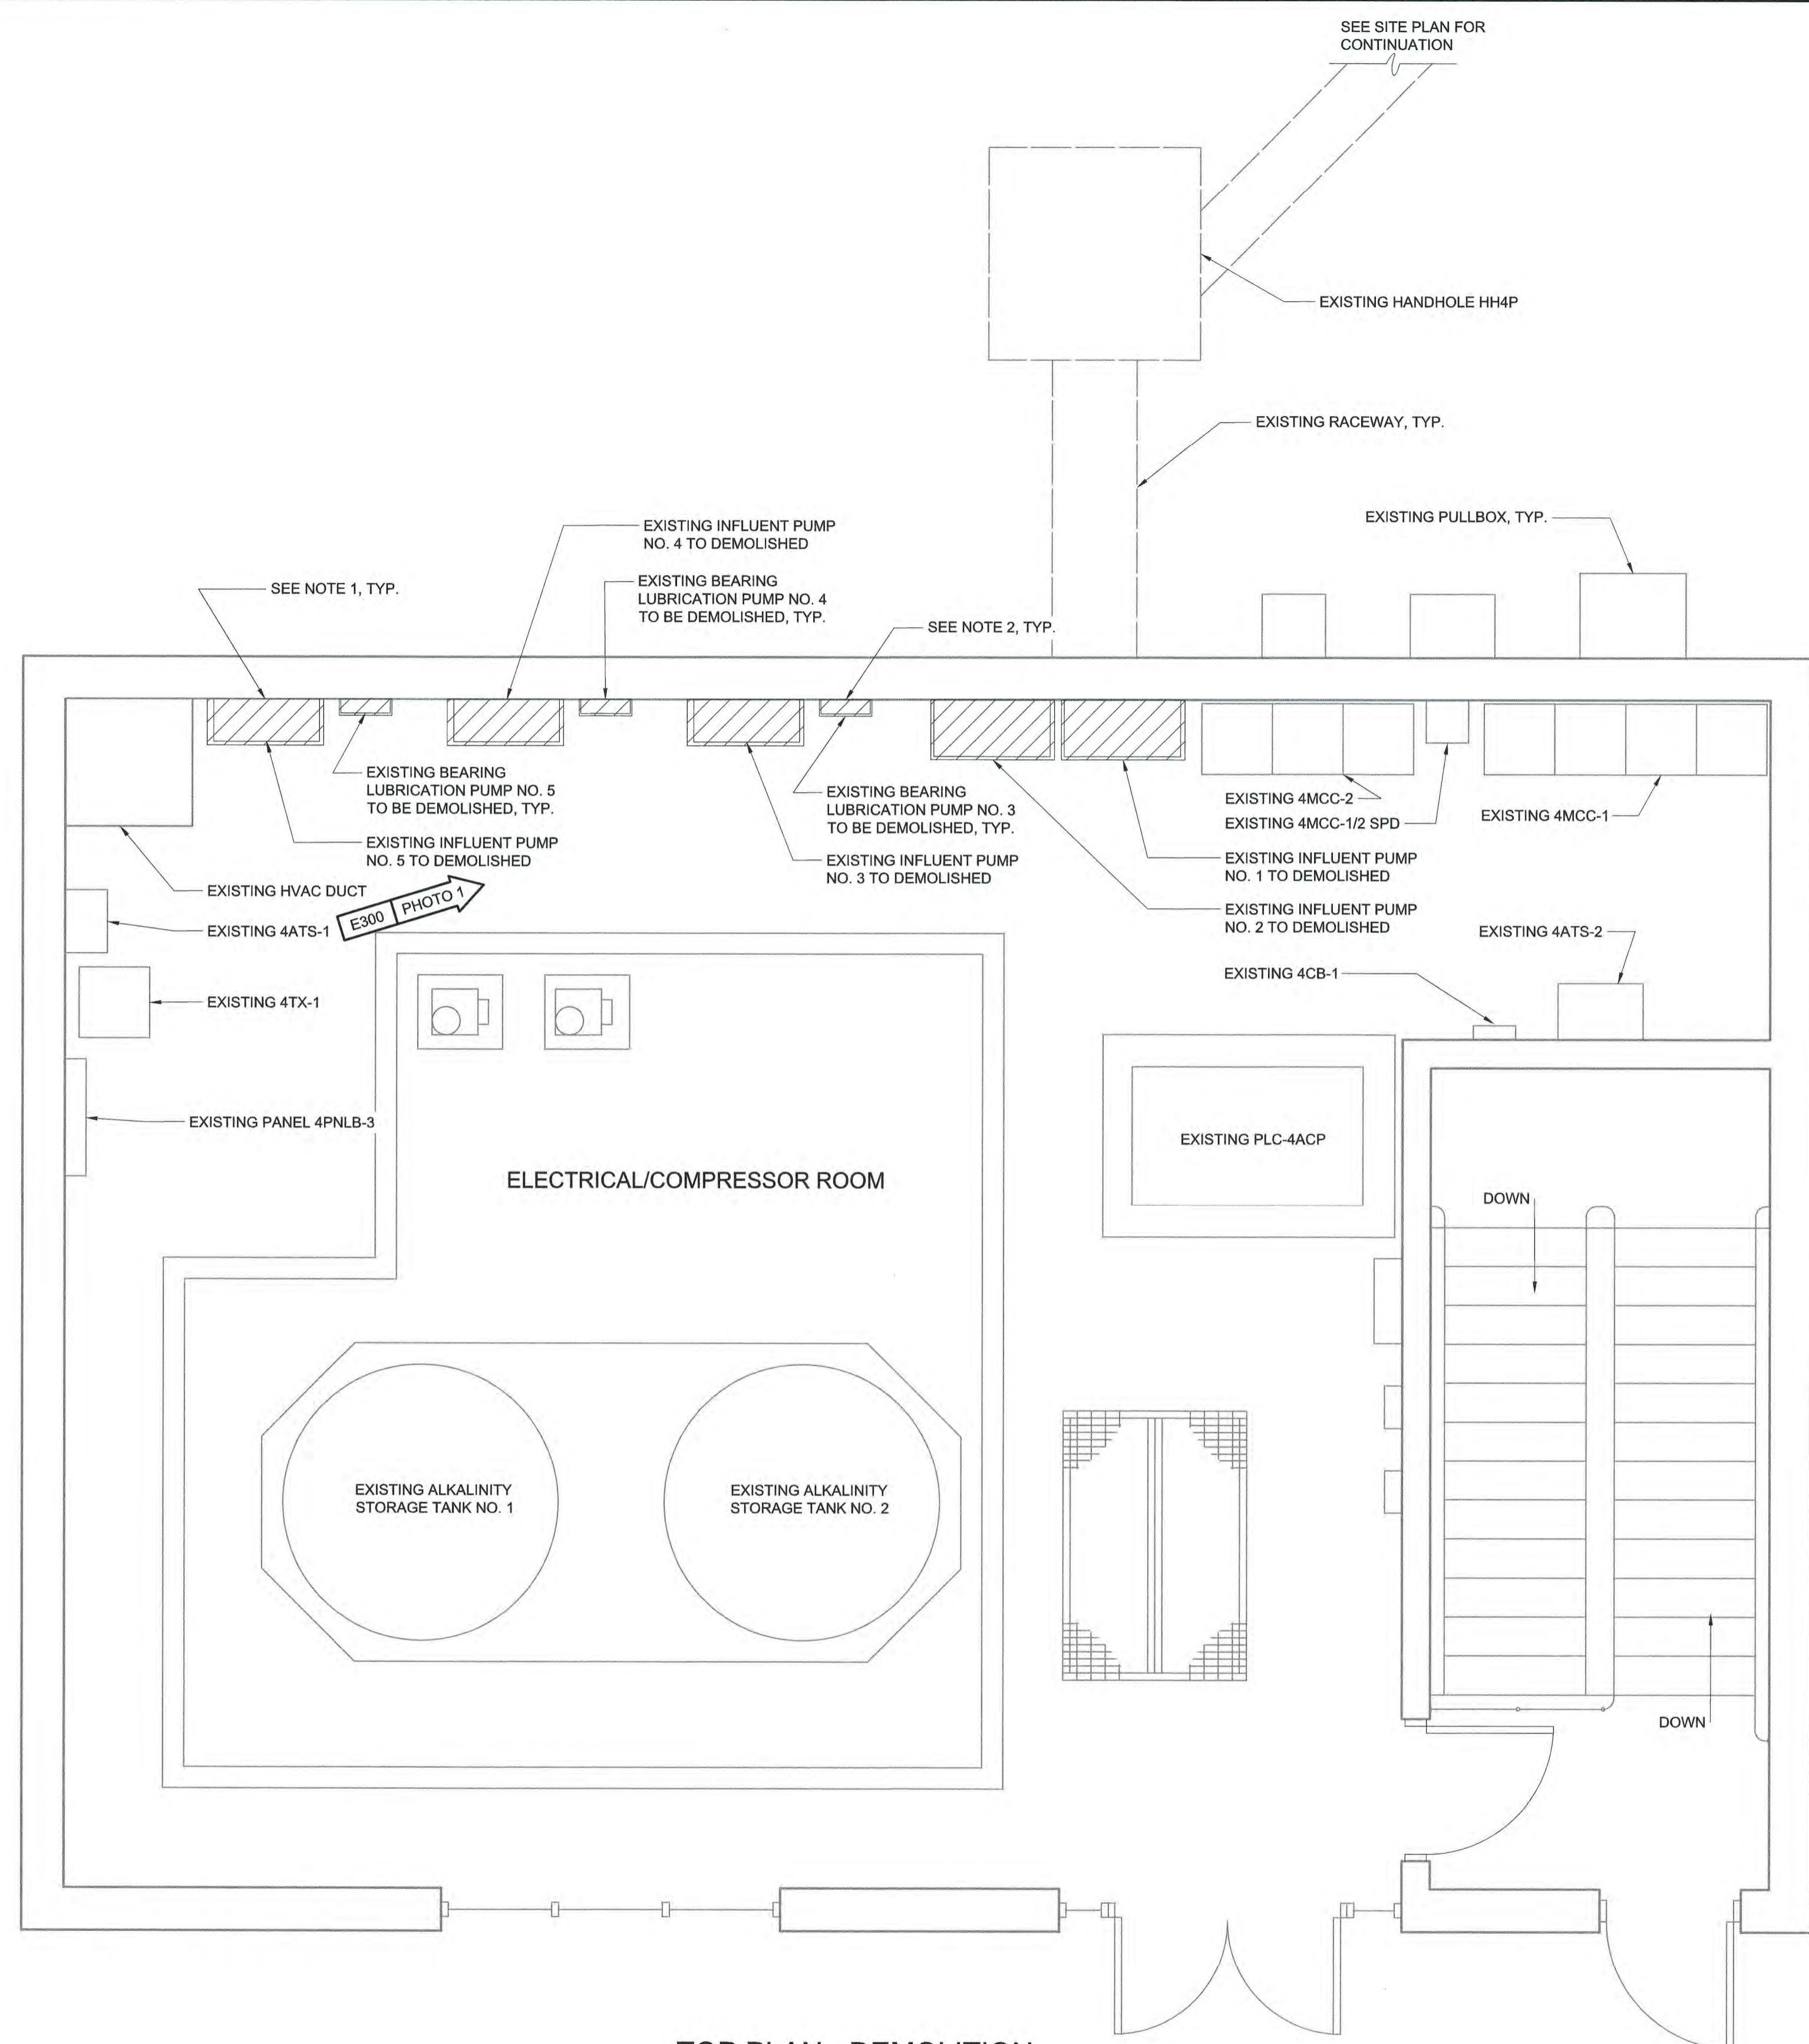 SEE SITE PLAN FOR
CONTINUATION
EXISTING HANDHOLE HH4P
EXISTING RACEWAY, TYP.
EXISTING PULLBOX, TYP.
EXISTING INFLUENT PUMP
NO. 4 TO DEMOLISHED
SEE NOTE 1, TYP.
EXISTING BEARING
LUBRICATION PUMP NO. 4
TO BE DEMOLISHED, TYP.
SEE NOTE 2, TYP.
EXISTING BEARING
LUBRICATION PUMP NO. 5
TO BE DEMOLISHED, TYP.
EXISTING INFLUENT PUMP
NO. 5 TO DEMOLISHED
EXISTING BEARING
LUBRICATION PUMP NO. 3
TO BE DEMOLISHED, TYP.
EXISTING INFLUENT PUMP
NO. 3 TO DEMOLISHED
EXISTING 4MCC-2
EXISTING 4MCC-1/2 SPD
EXISTING 4MCC-1
EXISTING INFLUENT PUMP
NO. 1 TO DEMOLISHED
EXISTING INFLUENT PUMP
NO. 2 TO DEMOLISHED
EXISTING HVAC DUCT
E300 PHOTO 1
EXISTING 4ATS-1
EXISTING 4ATS-2
EXISTING 4CB-1
EXISTING 4TX-1
EXISTING PANEL 4PNLB-3
EXISTING PLC-4ACP
ELECTRICAL/COMPRESSOR ROOM
DOWN
EXISTING ALKALINITY
STORAGE TANK NO. 1
EXISTING ALKALINITY
STORAGE TANK NO. 2
DOWN
TOP PLAN - DEMOLITION